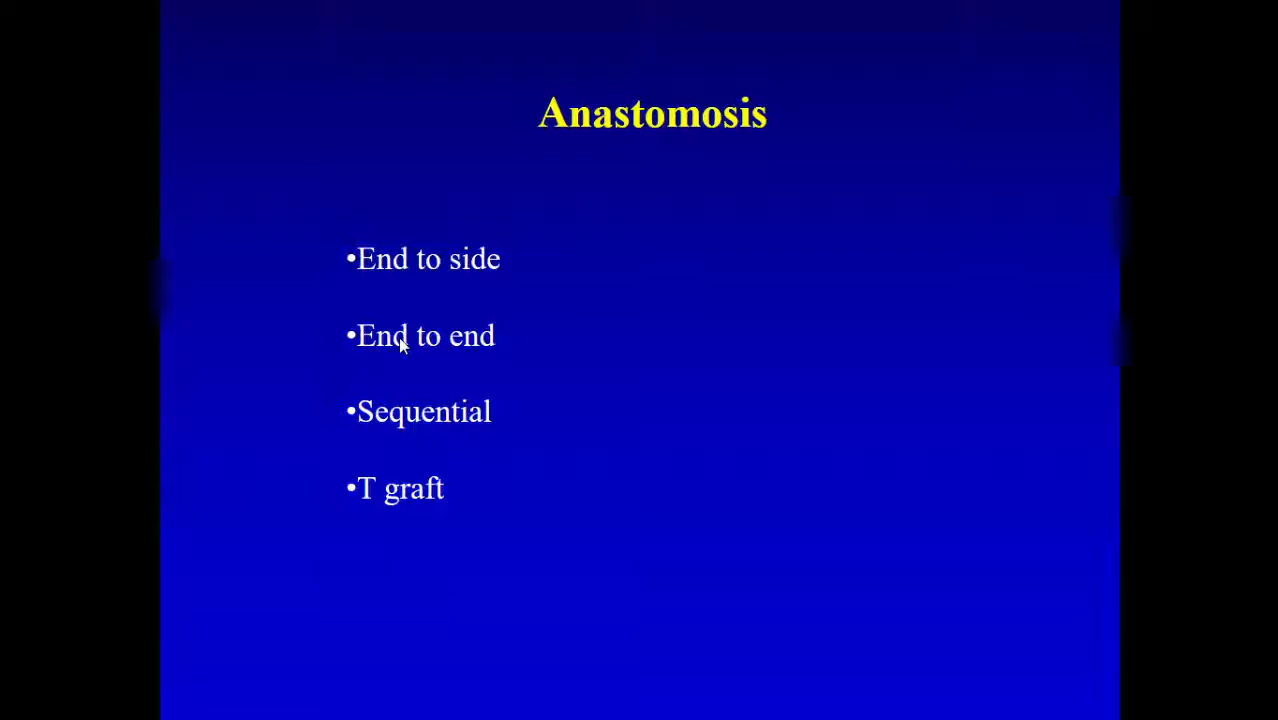 Anastomosis
•End to side
•End to end
•Sequential
•T graft